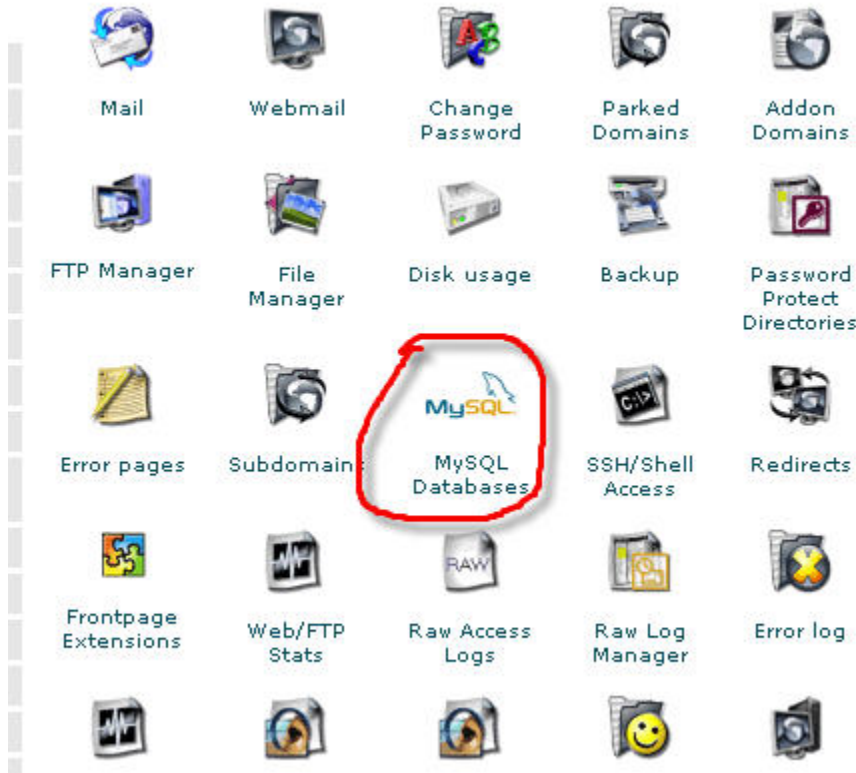 Mail Webmail Change Parked Addon
Password Domains Domains
FTP Manager File Disk usage Backup Password
Manager Protect
Directories
MySQL
C:\>
Error pages Subdomains MySQL SSH/Shell Redirects
Databases Access
RAW
Frontpage Web/FTP Raw Access Raw Log Error log
Extensions Stats Logs Manager